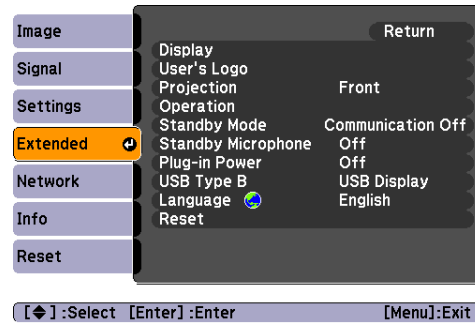 Image
Signal
Settings
Extended
Network
Info
Reset
Return
Display
User's Logo
Projection Front
Operation
Standby Mode Communication Off
Standby Microphone Off
Plug-in Power Off
USB Type B USB Display
Language English
Reset
[◆] :Select [Enter] :Enter [Menu]:Exit